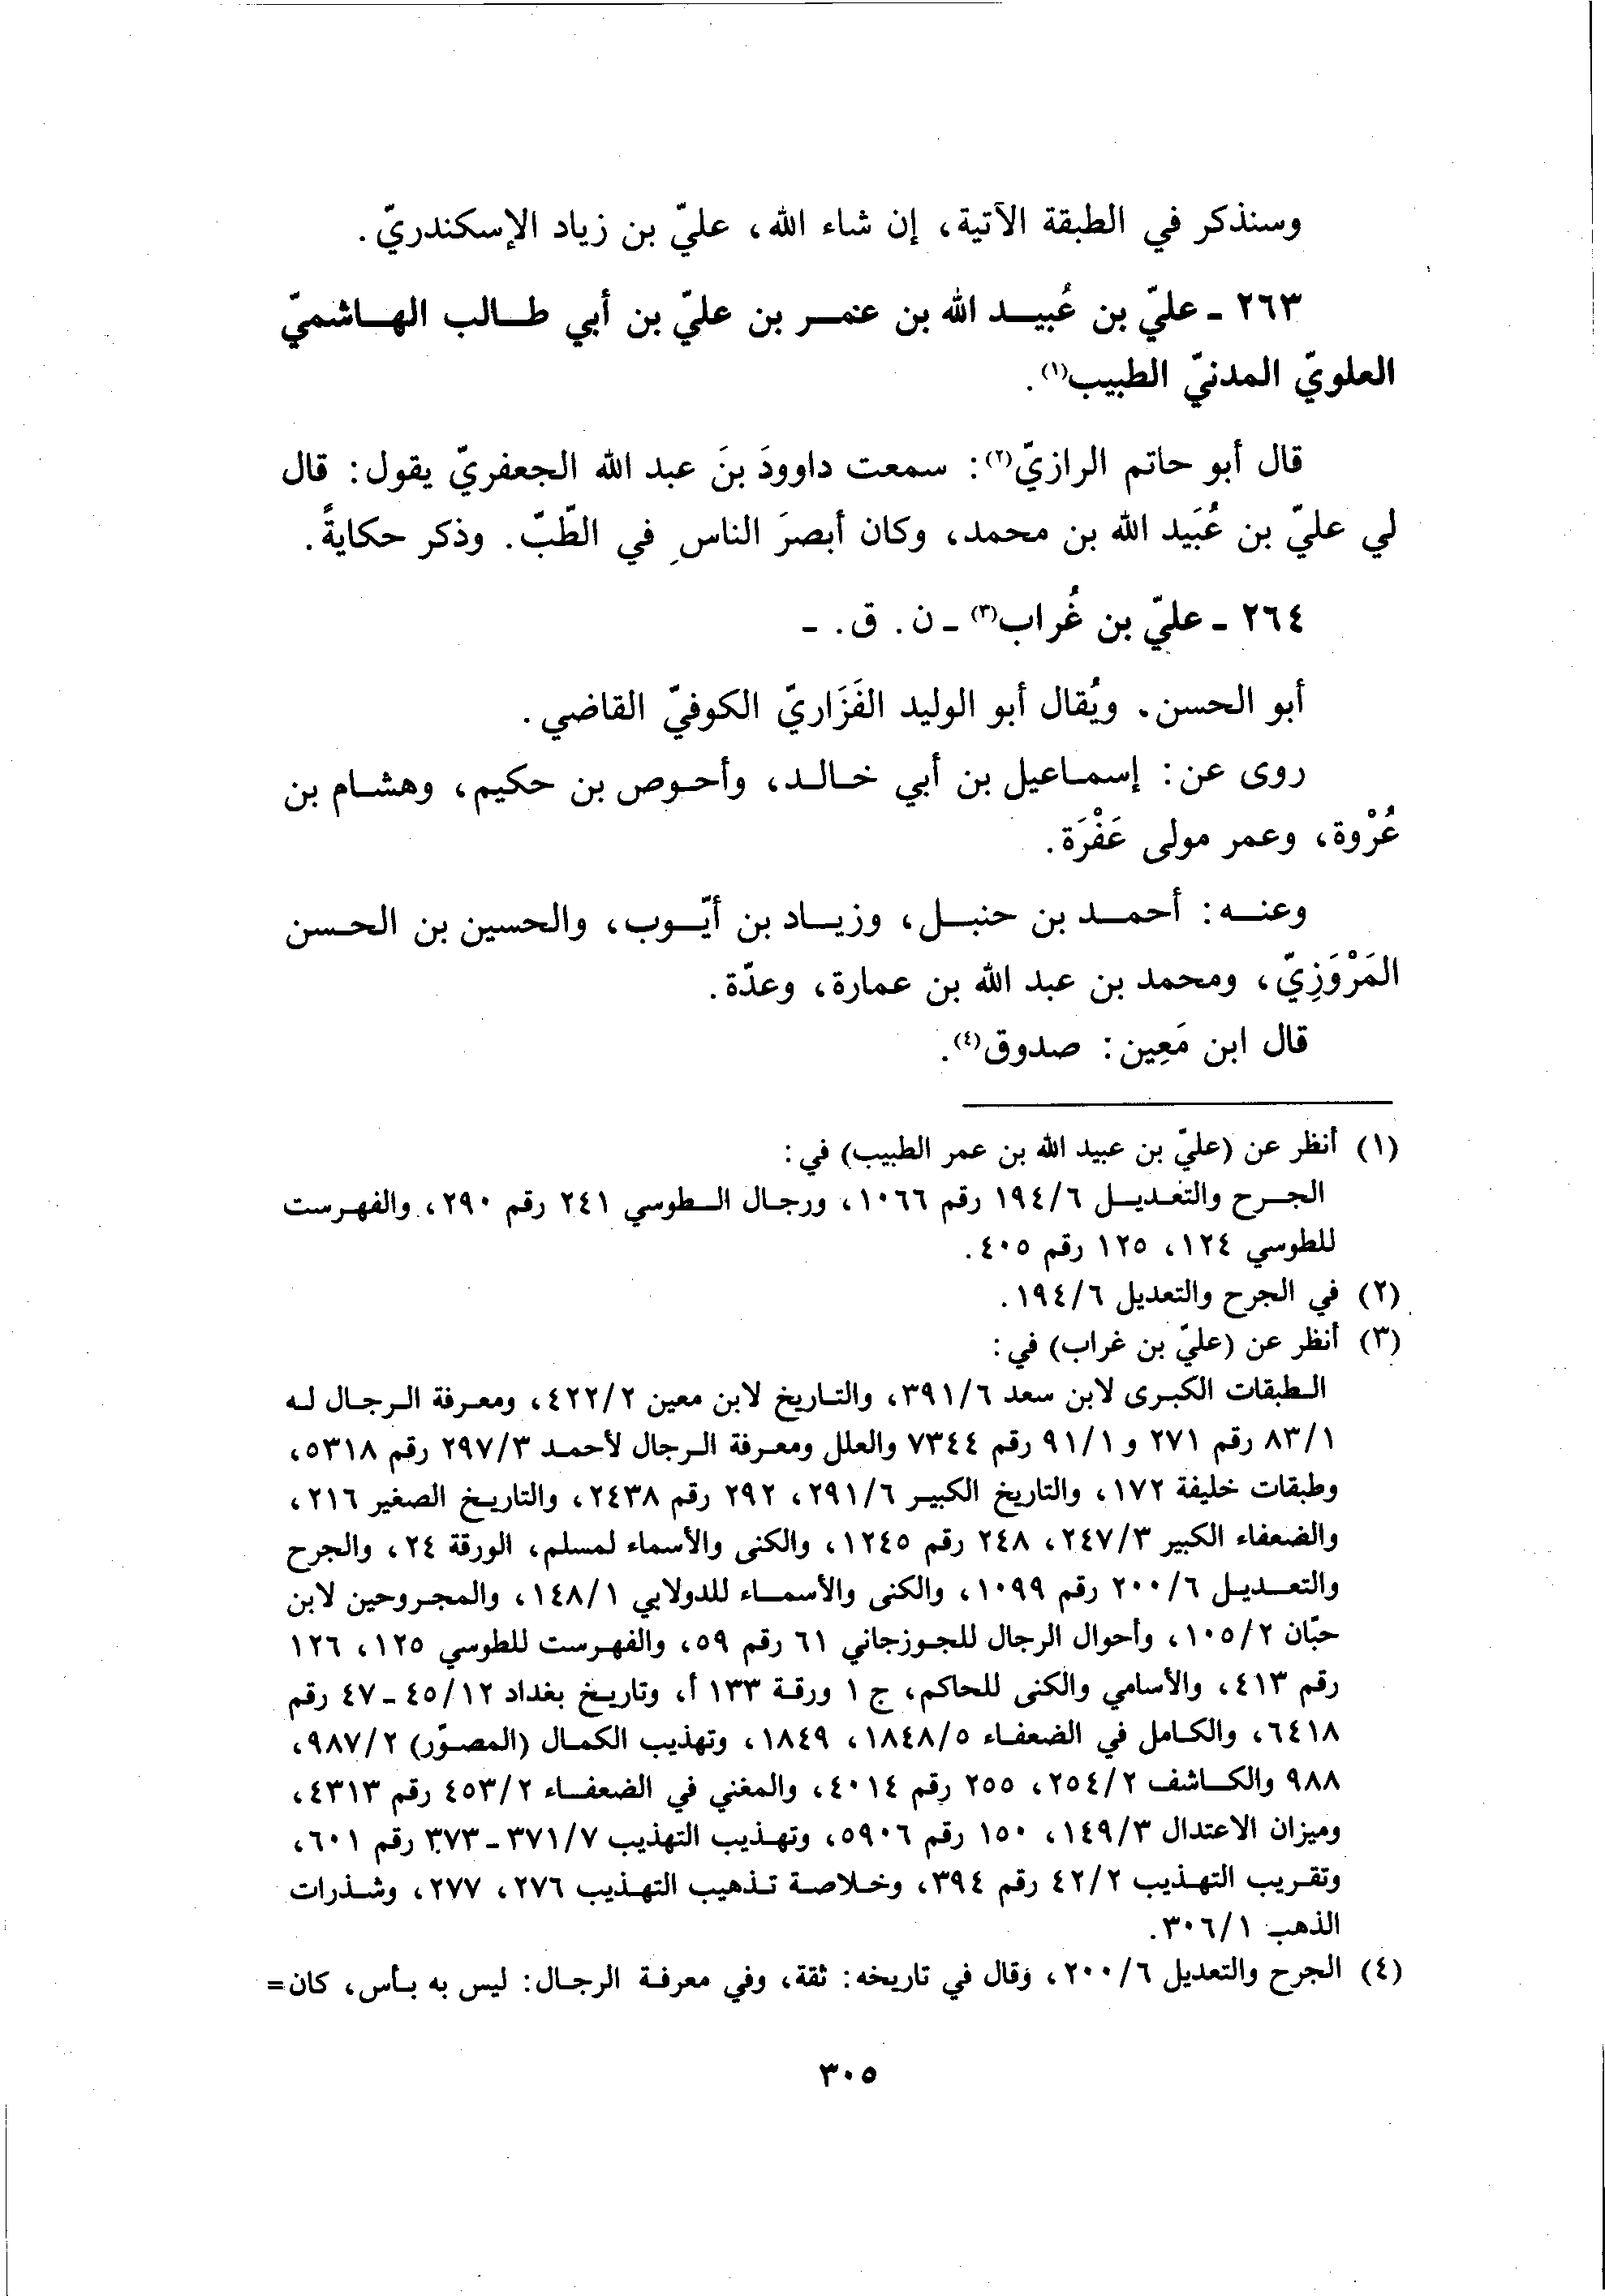 وسنذكر في الطبقة الآتية، إن شاء الله، عليّ بن زياد الإسكندريّ.
٢٦٣ ـ عليّ بن عُبيد الله بن عمر بن عليّ بن أبي طالب الهاشميّ
العلويّ المدنيّ الطبيب(١).
قال أبو حاتم الرازيّ(٢): سمعت داوودَ بنَ عبد الله الجعفريّ يقول: قال
لي عليّ بن عُبَيد الله بن محمد، وكان أبصرَ الناسِ في الطّبّ. وذكر حكايةً.
٢٦٤ ـ عليّ بن غُراب(٣) ـ ن. ق. ـ
أبو الحسن. ويُقال أبو الوليد الفَزَاريّ الكوفيّ القاضي.
روى عن: إسماعيل بن أبي خالد، وأحوص بن حكيم، وهشام بن
عُرْوة، وعمر مولى عَفْرَة.
وعنه: أحمد بن حنبل، وزياد بن أيّوب، والحسين بن الحسن
المَرْوَزِيّ، ومحمد بن عبد الله بن عمارة، وعدّة.
قال ابن مَعِين: صدوق(٤).
(١) أنظر عن (عليّ بن عبيد الله بن عمر الطبيب) في:
الجرح والتعديل ١٩٤/٦ رقم ١٠٦٦، ورجال الطوسي ٢٤١ رقم ٢٩٠، والفهرست
للطوسي ١٢٤، ١٢٥ رقم ٤٠٥.
(٢) في الجرح والتعديل ١٩٤/٦.
(٣) أنظر عن (عليّ بن غراب) في:
الطبقات الكبرى لابن سعد ٣٩١/٦، والتاريخ لابن معين ٤٢٢/٢، ومعرفة الرجال له
٨٣/١ رقم ٢٧١ و ٩١/١ رقم ٧٣٤٤ والعلل ومعرفة الرجال لأحمد ٢٩٧/٣ رقم ٥٣١٨،
وطبقات خليفة ١٧٢، والتاريخ الكبير ٢٩١/٦، ٢٩٢ رقم ٢٤٣٨، والتاريخ الصغير ٢١٦،
والضعفاء الكبير ٢٤٧/٣، ٢٤٨ رقم ١٢٤٥، والكنى والأسماء لمسلم، الورقة ٢٤، والجرح
والتعديل ٢٠٠/٦ رقم ١٠٩٩، والكنى والأسماء للدولابي ١٤٨/١، والمجروحين لابن
حبّان ١٠٥/٢، وأحوال الرجال للجوزجاني ٦١ رقم ٥٩، والفهرست للطوسي ١٢٥، ١٢٦
رقم ٤١٣، والأسامي والكنى للحاكم، ج ١ ورقة ١٣٣ أ، وتاريخ بغداد ٤٥/١٢ ـ ٤٧ رقم
٦٤١٨، والكامل في الضعفاء ١٨٤٨/٥، ١٨٤٩، وتهذيب الكمال (المصوّر) ٩٨٧/٢،
٩٨٨ والكاشف ٢٥٤/٢، ٢٥٥ رقم ٤٠١٤، والمغني في الضعفاء ٤٥٣/٢ رقم ٤٣١٣،
وميزان الاعتدال ١٤٩/٣، ١٥٠ رقم ٥٩٠٦، وتهذيب التهذيب ٣٧١/٧ ـ ٣٧٣ رقم ٦٠١،
وتقريب التهذيب ٤٢/٢ رقم ٣٩٤، وخلاصة تذهيب التهذيب ٢٧٦، ٢٧٧، وشذرات
الذهب ٣٠٦/١.
(٤) الجرح والتعديل ٢٠٠/٦، وقال في تاريخه: ثقة، وفي معرفة الرجال: ليس به بأس، كان=
٣٠٥